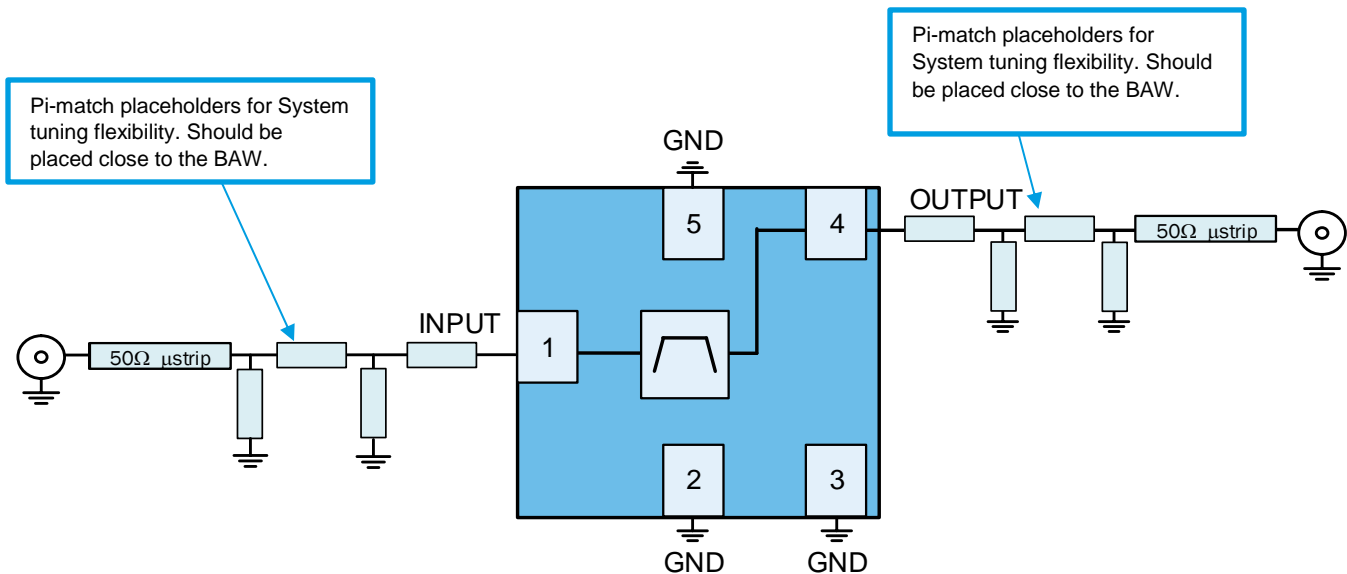 Pi-match placeholders for System
tuning flexibility. Should be
placed close to the BAW.
Pi-match placeholders for
System tuning flexibility. Should
be placed close to the BAW.
GND
5
4
OUTPUT
50Ω µstrip
INPUT
1
50Ω µstrip
2
3
GND
GND